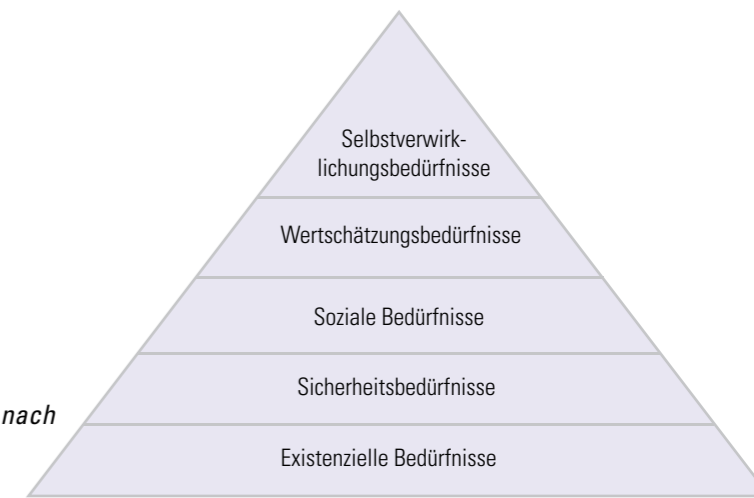 Selbstverwirk-
lichungsbedürfnisse
Wertschätzungsbedürfnisse
Soziale Bedürfnisse
Sicherheitsbedürfnisse
nach
Existenzielle Bedürfnisse